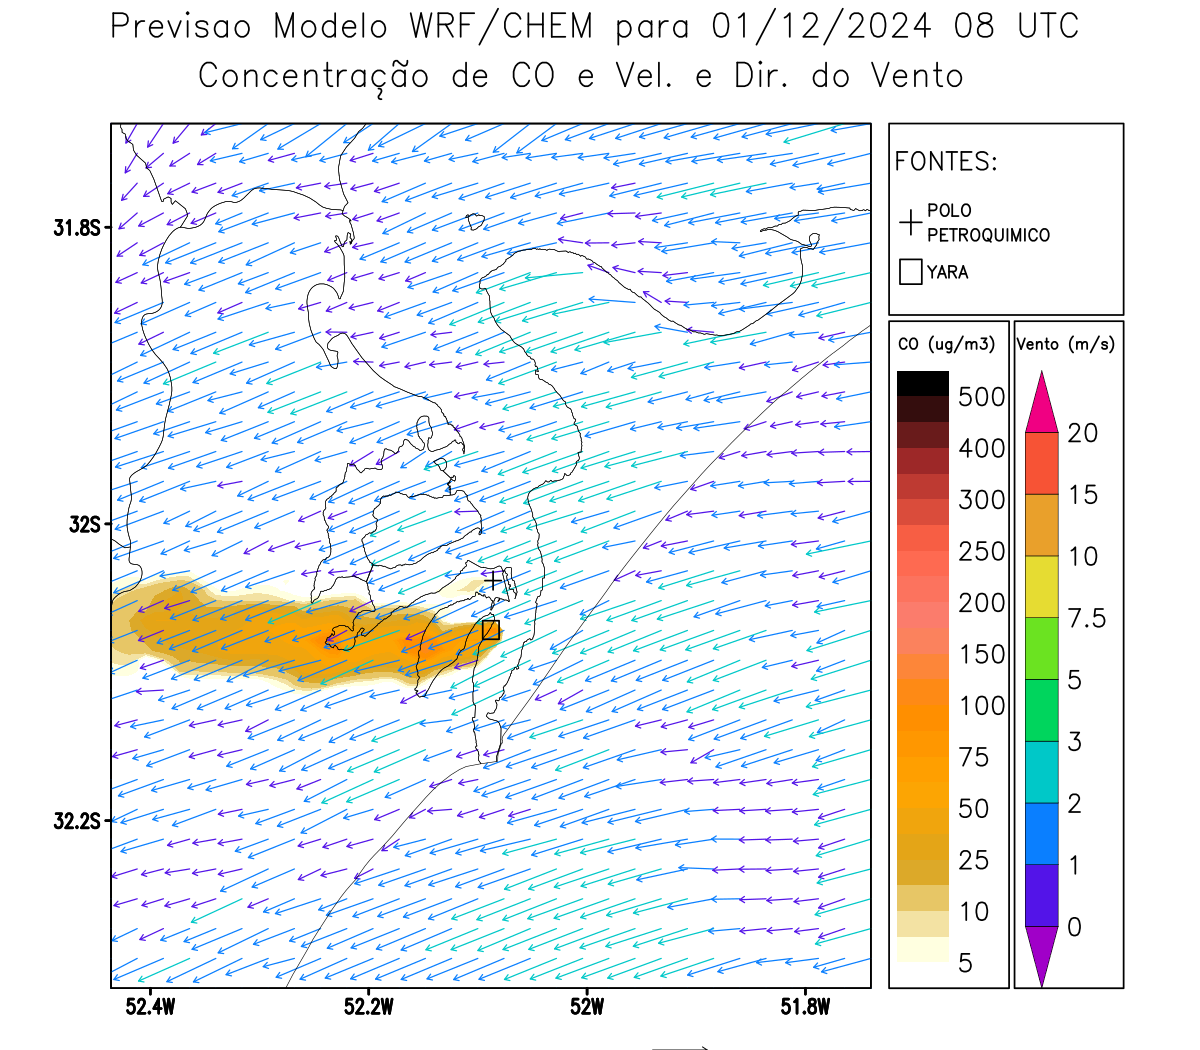 Previsao Modelo WRF/CHEM para 01/12/2024 08 UTC
Concentração de CO e Vel. e Dir. do Vento
FONTES:
POLO
PETROQUIMICO
YARA
CO (ug/m3)
500
400
300
250
200
150
100
75
50
25
10
5
Vento (m/s)
20
15
10
7.5
5
3
2
1
0
31.8S
32S
32.2S
52.4W
52.2W
52W
51.8W